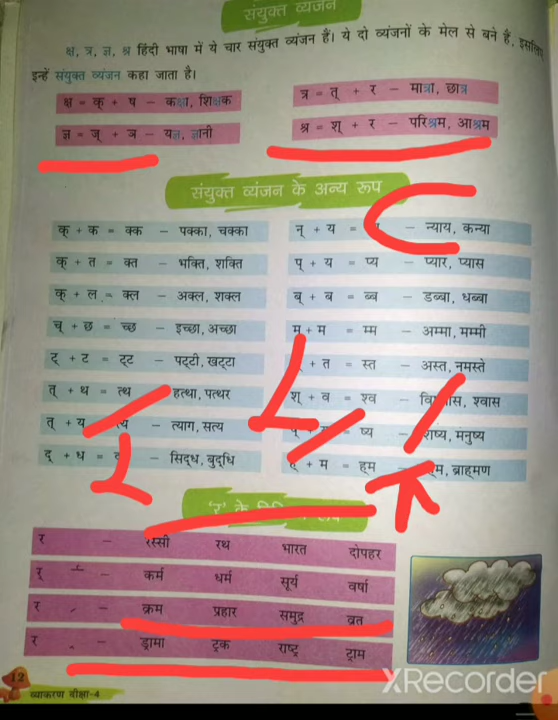 संयुक्त व्यंजन
क्ष, त्र, ज्ञ, श्र हिंदी भाषा में ये चार संयुक्त व्यंजन हैं। ये दो व्यंजनों के मेल से बने हैं, इसलिए
इन्हें संयुक्त व्यंजन कहा जाता है।
क्ष = क् + ष – कक्षा, शिक्षक
त्र = त् + र – मात्रा, छात्र
ज्ञ = ज् + ञ – यज्ञ, ज्ञानी
श्र = श् + र – परिश्रम, आश्रम
संयुक्त व्यंजन के अन्य रूप
क् + क = क्क – पक्का, चक्का
न् + य = – न्याय, कन्या
क् + त = क्त – भक्ति, शक्ति
प् + य = प्य – प्यार, प्यास
क् + ल = क्ल – अक्ल, शक्ल
ब् + ब = ब्ब – डब्बा, धब्बा
च् + छ = च्छ – इच्छा, अच्छा
म् + म = म्म – अम्मा, मम्मी
ट् + ट = ट्ट – पट्टी, खट्टा
+ त = स्त – अस्त, नमस्ते
त् + थ = त्थ – हत्था, पत्थर
श् + व = श्व – श्वास
त् + य – त्याग, सत्य
= ष्य – मनुष्य
द् + ध = – सिद्ध, बुद्धि
+ म = ह्म – ब्राह्मण
'र' के
र – रस्सी रथ भारत दोपहर
र् – कर्म धर्म सूर्य वर्षा
र – क्रम प्रहार समुद्र व्रत
र – ड्रामा ट्रक राष्ट्र ट्राम
12
व्याकरण दीक्षा-4
XRecorder